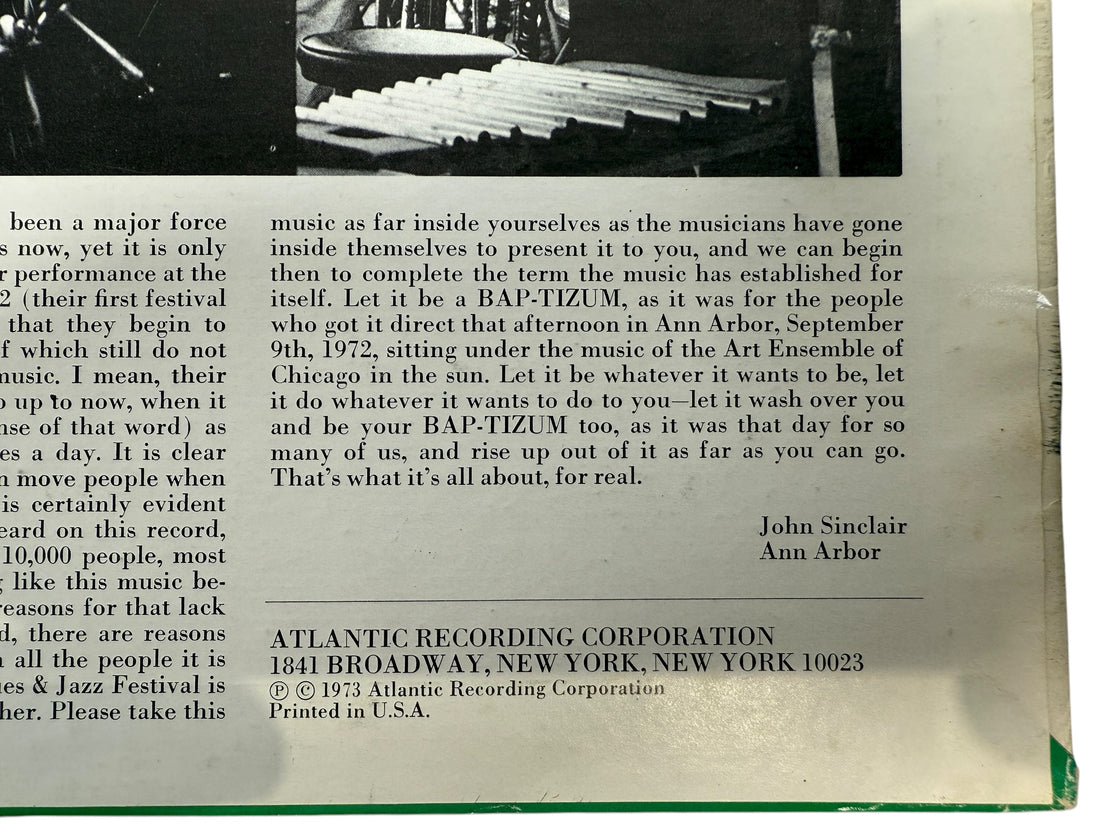 been a major force
now, yet it is only
performance at the
(their first festival
that they begin to
which still do not
music. I mean, their
up to now, when it
of that word) as
a day. It is clear
move people when
is certainly evident
on this record,
10,000 people, most
like this music be-
reasons for that lack
there are reasons
all the people it is
& Jazz Festival is
Please take this
music as far inside yourselves as the musicians have gone
inside themselves to present it to you, and we can begin
then to complete the term the music has established for
itself. Let it be a BAP-TIZUM, as it was for the people
who got it direct that afternoon in Ann Arbor, September
9th, 1972, sitting under the music of the Art Ensemble of
Chicago in the sun. Let it be whatever it wants to be, let
it do whatever it wants to do to you—let it wash over you
and be your BAP-TIZUM too, as it was that day for so
many of us, and rise up out of it as far as you can go.
That's what it's all about, for real.
John Sinclair
Ann Arbor
ATLANTIC RECORDING CORPORATION
1841 BROADWAY, NEW YORK, NEW YORK 10023
Ⓟ © 1973 Atlantic Recording Corporation
Printed in U.S.A.